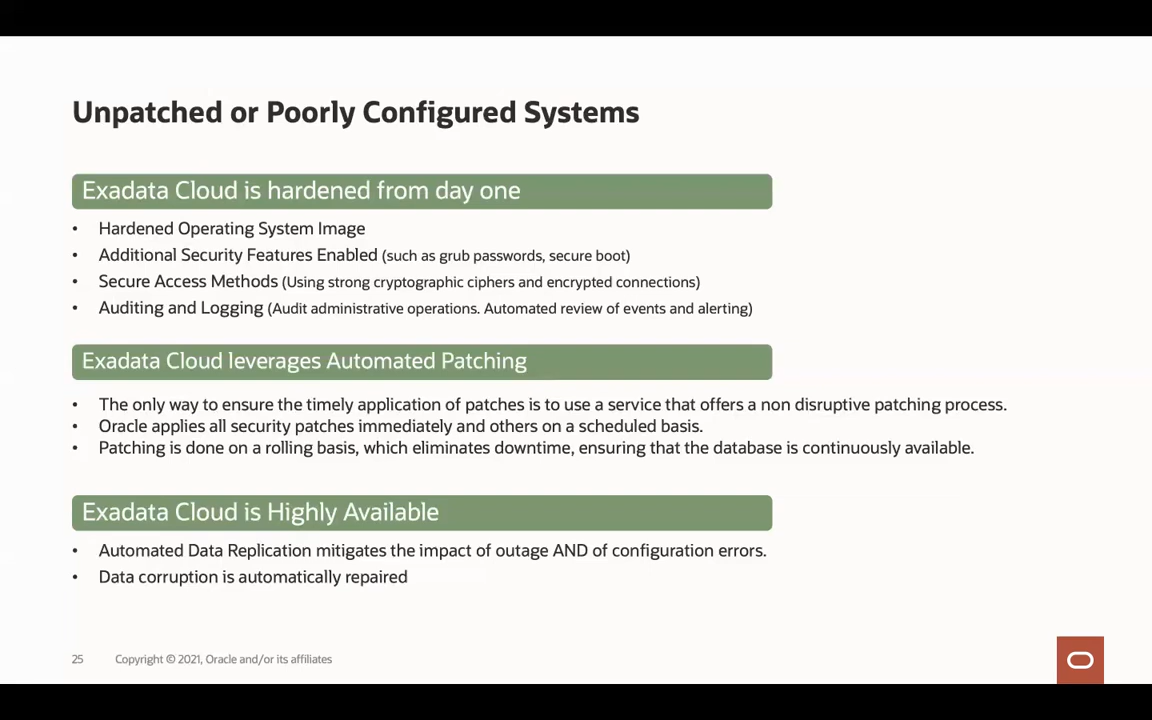 Unpatched or Poorly Configured Systems
Exadata Cloud is hardened from day one
• Hardened Operating System Image
• Additional Security Features Enabled (such as grub passwords, secure boot)
• Secure Access Methods (Using strong cryptographic ciphers and encrypted connections)
• Auditing and Logging (Audit administrative operations. Automated review of events and alerting)
Exadata Cloud leverages Automated Patching
• The only way to ensure the timely application of patches is to use a service that offers a non disruptive patching process.
• Oracle applies all security patches immediately and others on a scheduled basis.
• Patching is done on a rolling basis, which eliminates downtime, ensuring that the database is continuously available.
Exadata Cloud is Highly Available
• Automated Data Replication mitigates the impact of outage AND of configuration errors.
• Data corruption is automatically repaired
25 Copyright © 2021, Oracle and/or its affiliates